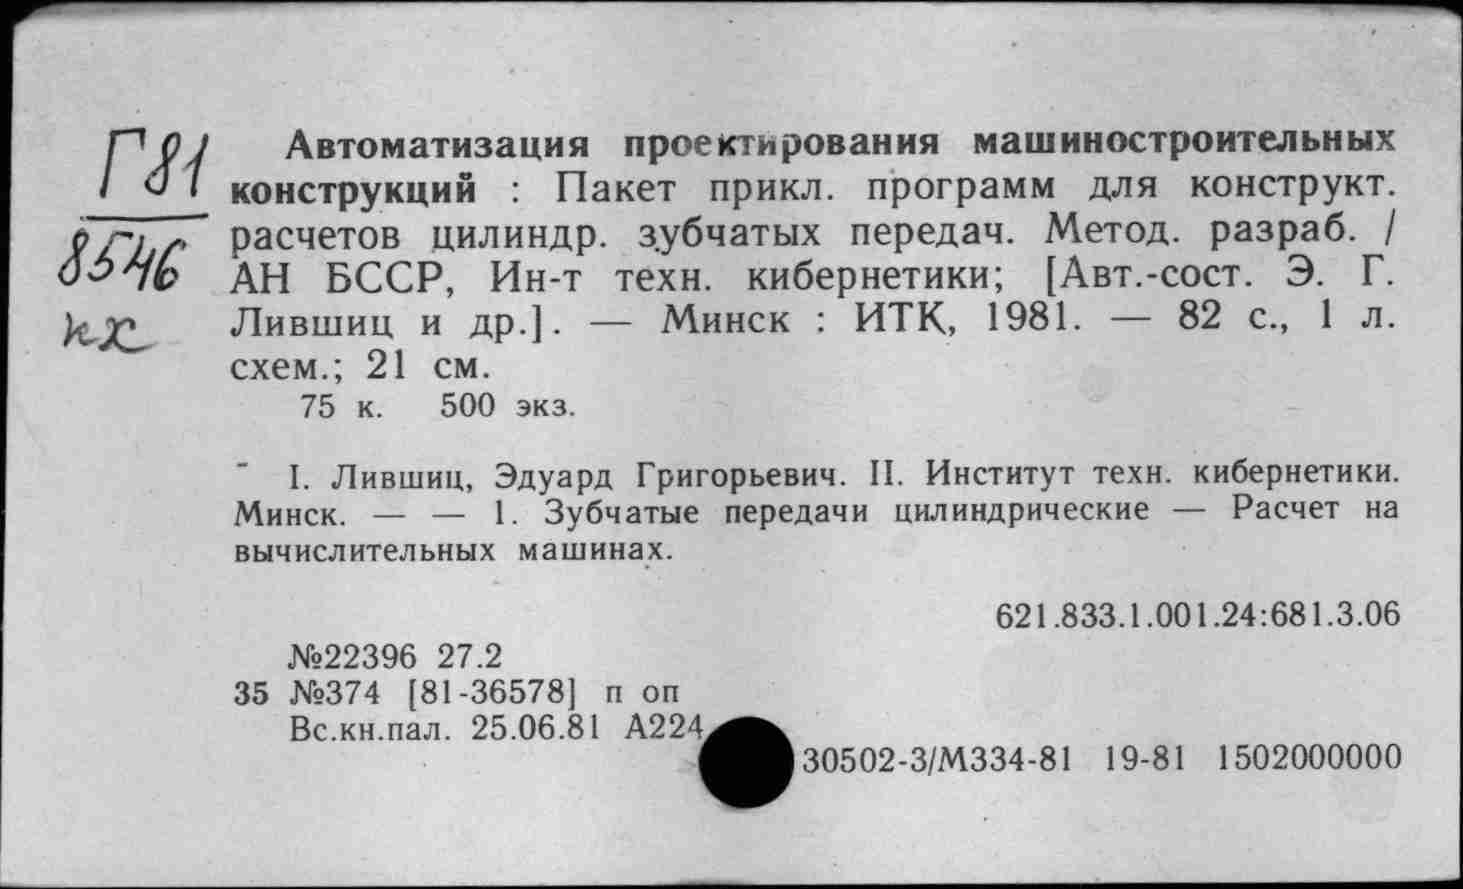 Г81
8546
кх
Автоматизация проектирования машиностроительных
конструкций : Пакет прикл. программ для конструкт.
расчетов цилиндр. зубчатых передач. Метод. разраб. /
АН БССР, Ин-т техн. кибернетики; [Авт.-сост. Э. Г.
Лившиц и др.]. — Минск : ИТК, 1981. — 82 с., 1 л.
схем.; 21 см.
75 к. 500 экз.
I. Лившиц, Эдуард Григорьевич. II. Институт техн. кибернетики.
Минск. — — 1. Зубчатые передачи цилиндрические — Расчет на
вычислительных машинах.
621.833.1.001.24:681.3.06
№22396 27.2
35 №374 [81-36578] п оп
Вс.кн.пал. 25.06.81 А224
30502-3/М334-81 19-81 1502000000